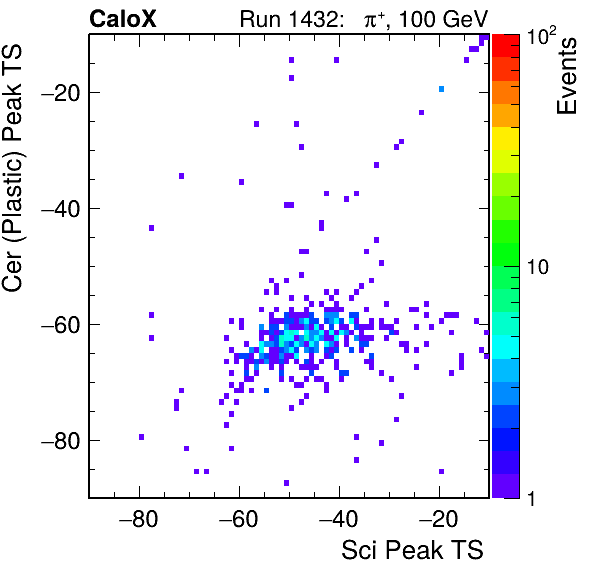 CaloX Run 1432: π⁺, 100 GeV
Cer (Plastic) Peak TS
−20
−40
−60
−80
−80 −60 −40 −20
Sci Peak TS
10²
10
1
Events